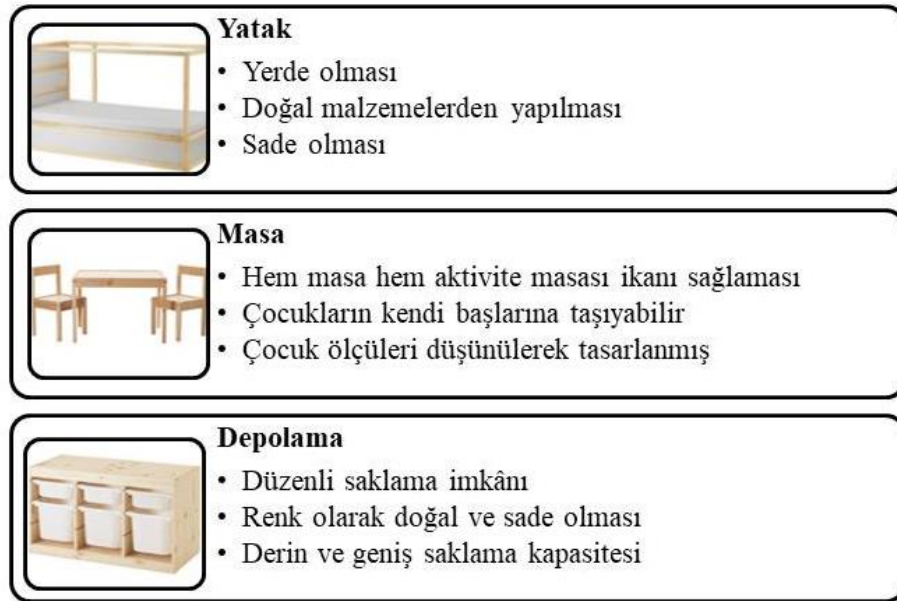 Yatak
• Yerde olması
• Doğal malzemelerden yapılması
• Sade olması
Masa
• Hem masa hem aktivite masası ikanı sağlaması
• Çocukların kendi başlarına taşıyabilir
• Çocuk ölçüleri düşünülerek tasarlanmış
Depolama
• Düzenli saklama imkânı
• Renk olarak doğal ve sade olması
• Derin ve geniş saklama kapasitesi